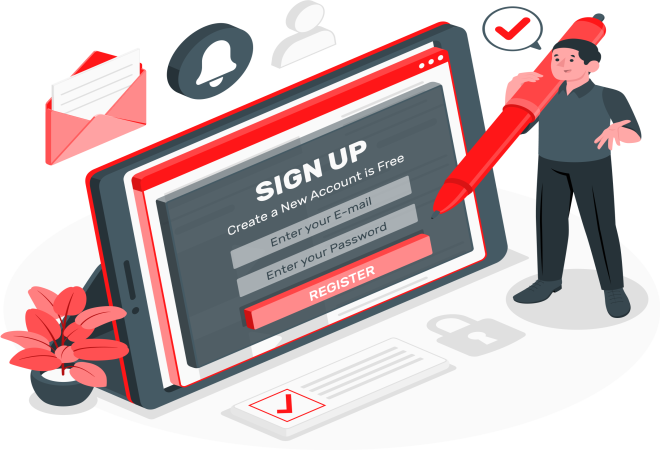 SIGN UP
Create a New Account is Free
Enter your E-mail
Enter your Password
REGISTER